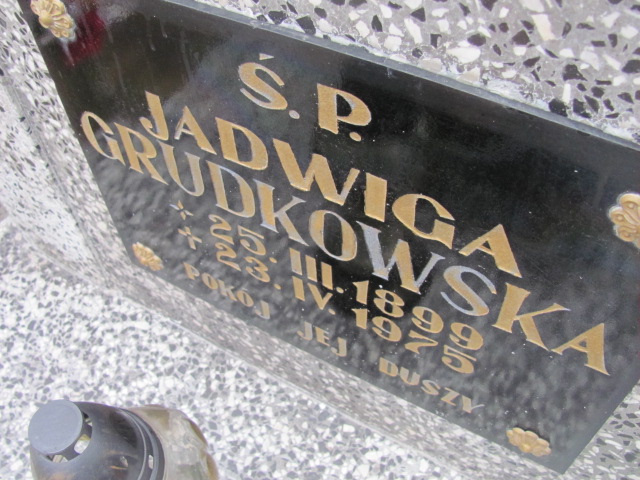 Ś. P.
JADWIGA
GRUDKOWSKA
* 25. III. 1899
+ 23. IV. 1975
POKÓJ JEJ DUSZY